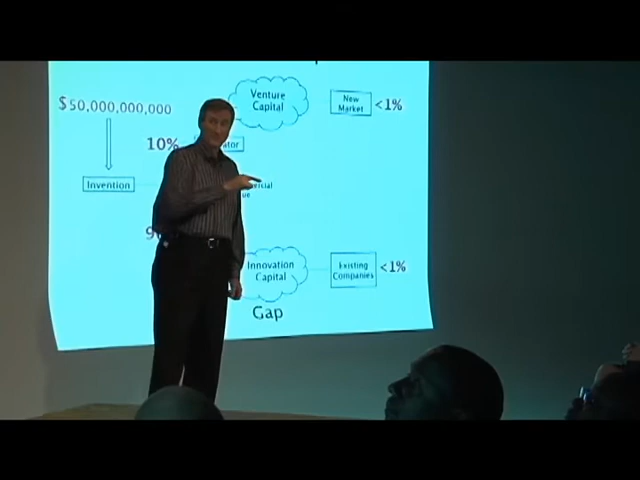 $50,000,000,000
Venture
Capital
New
Market
<1%
10%
Invention
Innovation
Capital
Existing
Companies
<1%
Gap